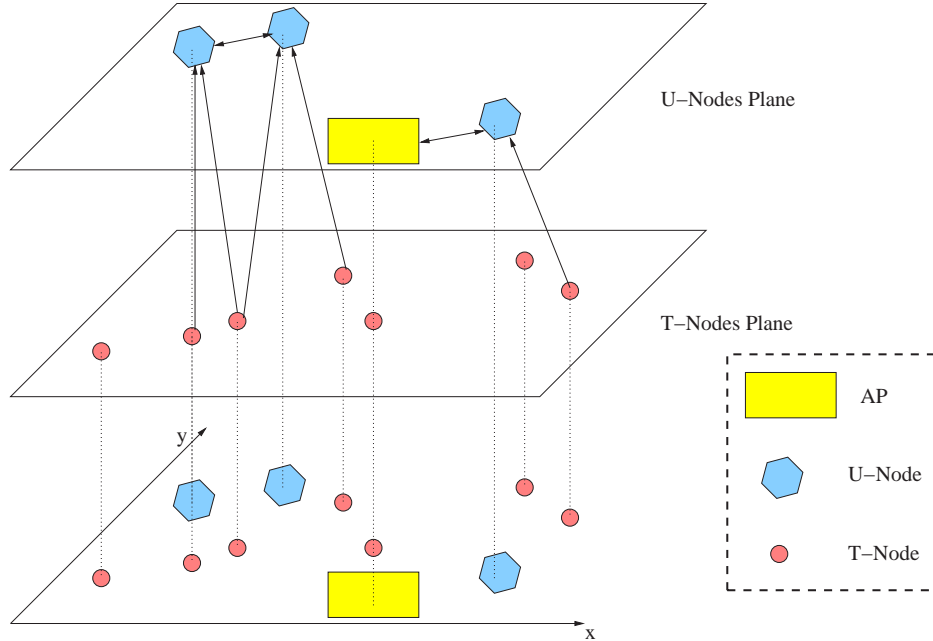 U−Nodes Plane
T−Nodes Plane
AP
y
U−Node
T−Node
x